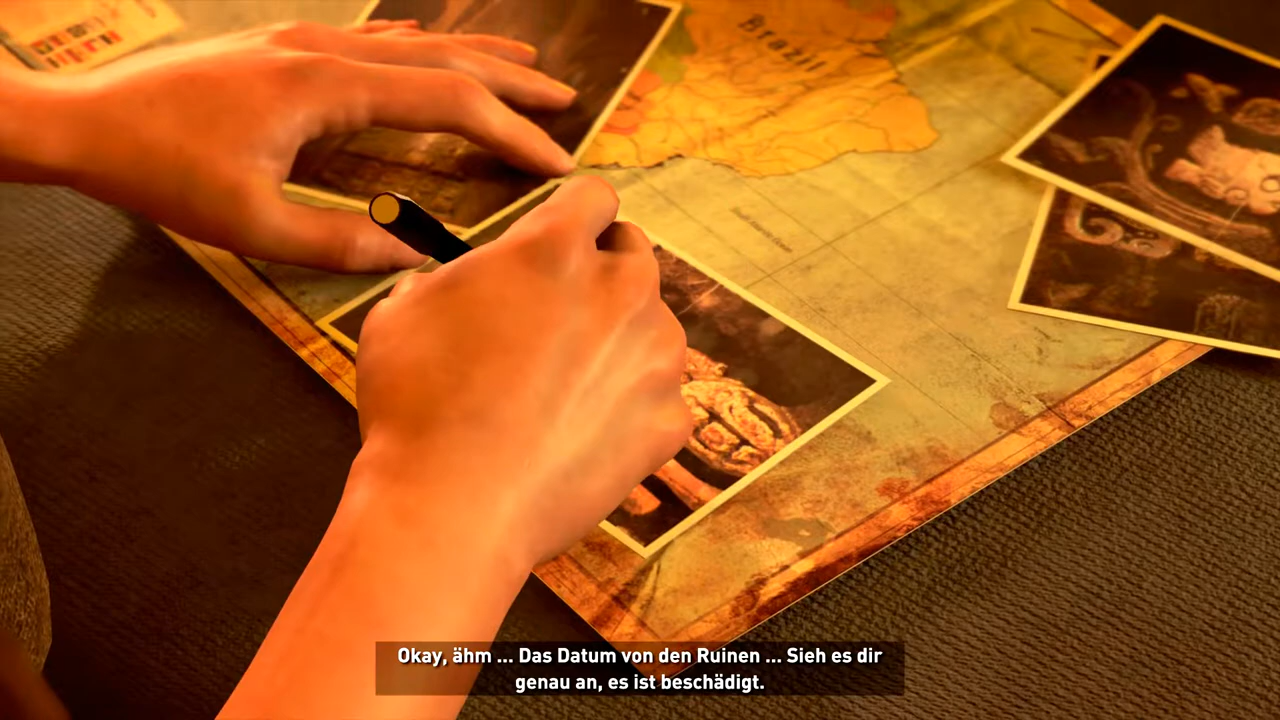 Brazil
Okay, ähm ... Das Datum von den Ruinen ... Sieh es dir
genau an, es ist beschädigt.